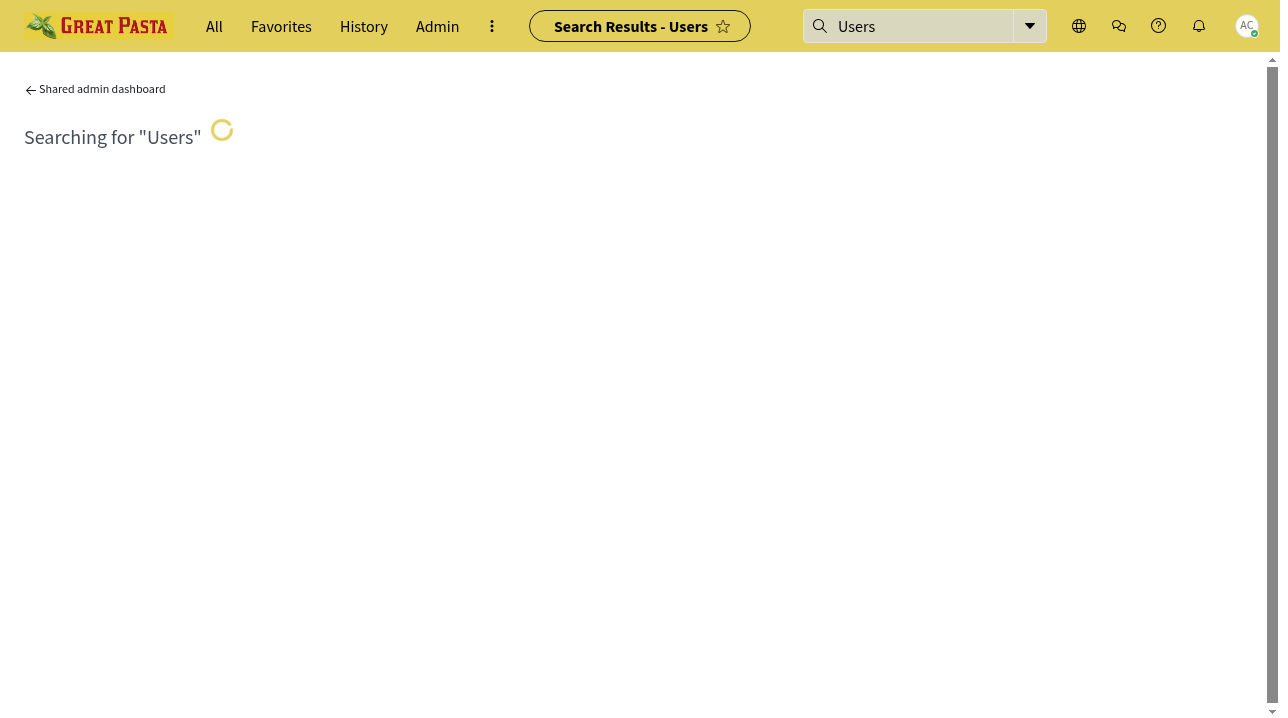 GREAT PASTA All Favorites History Admin Search Results - Users Users AC
Shared admin dashboard
Searching for "Users"